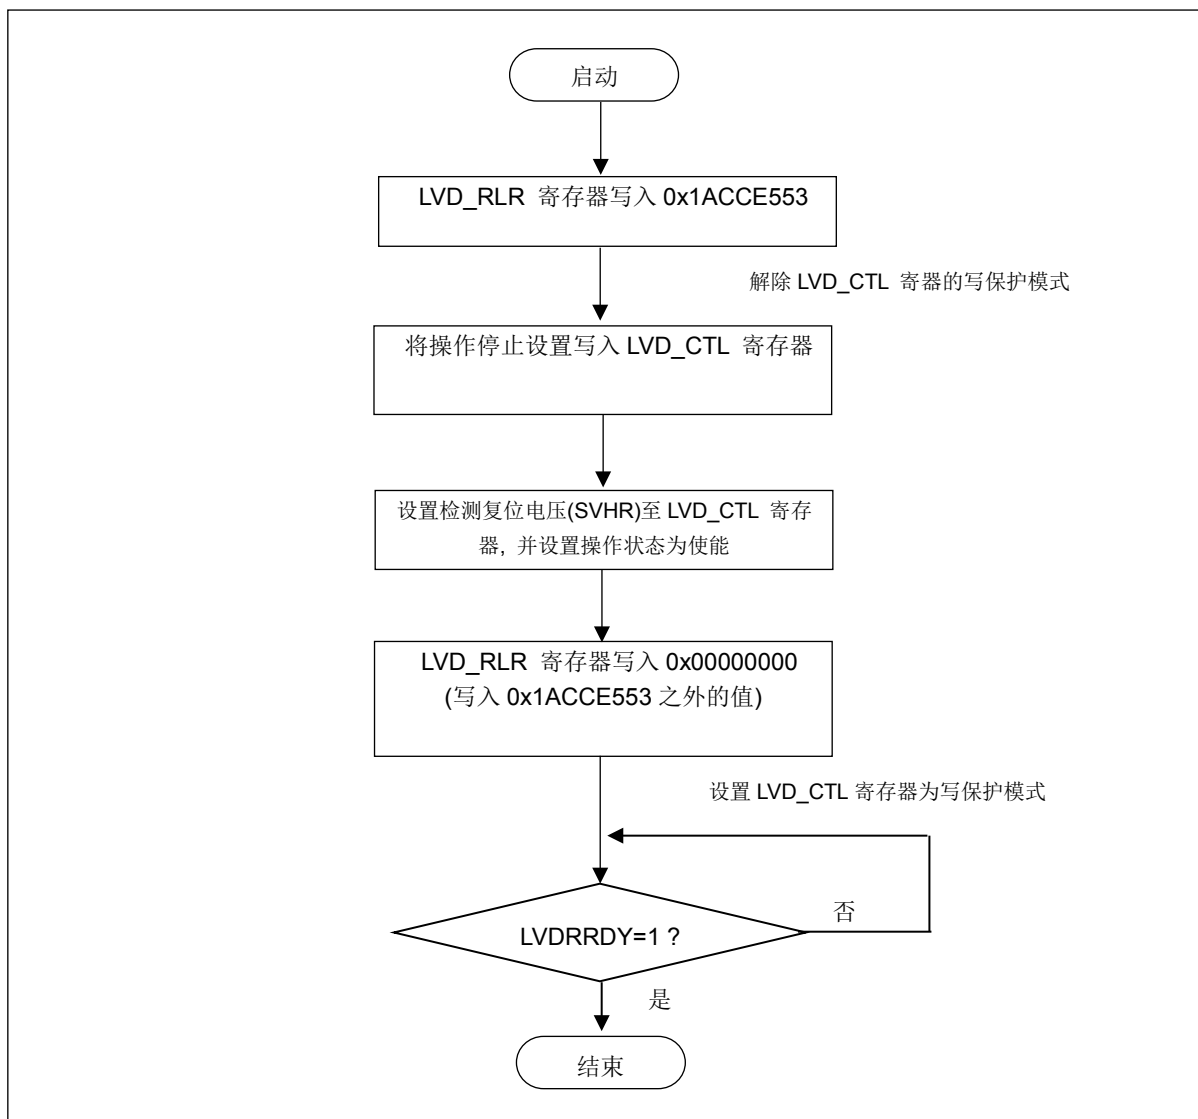 启动
LVD_RLR 寄存器写入 0x1ACCE553
解除 LVD_CTL 寄器的写保护模式
将操作停止设置写入 LVD_CTL 寄存器
设置检测复位电压(SVHR)至 LVD_CTL 寄存
器, 并设置操作状态为使能
LVD_RLR 寄存器写入 0x00000000
(写入 0x1ACCE553 之外的值)
设置 LVD_CTL 寄存器为写保护模式
否
LVDRRDY=1 ?
是
结束